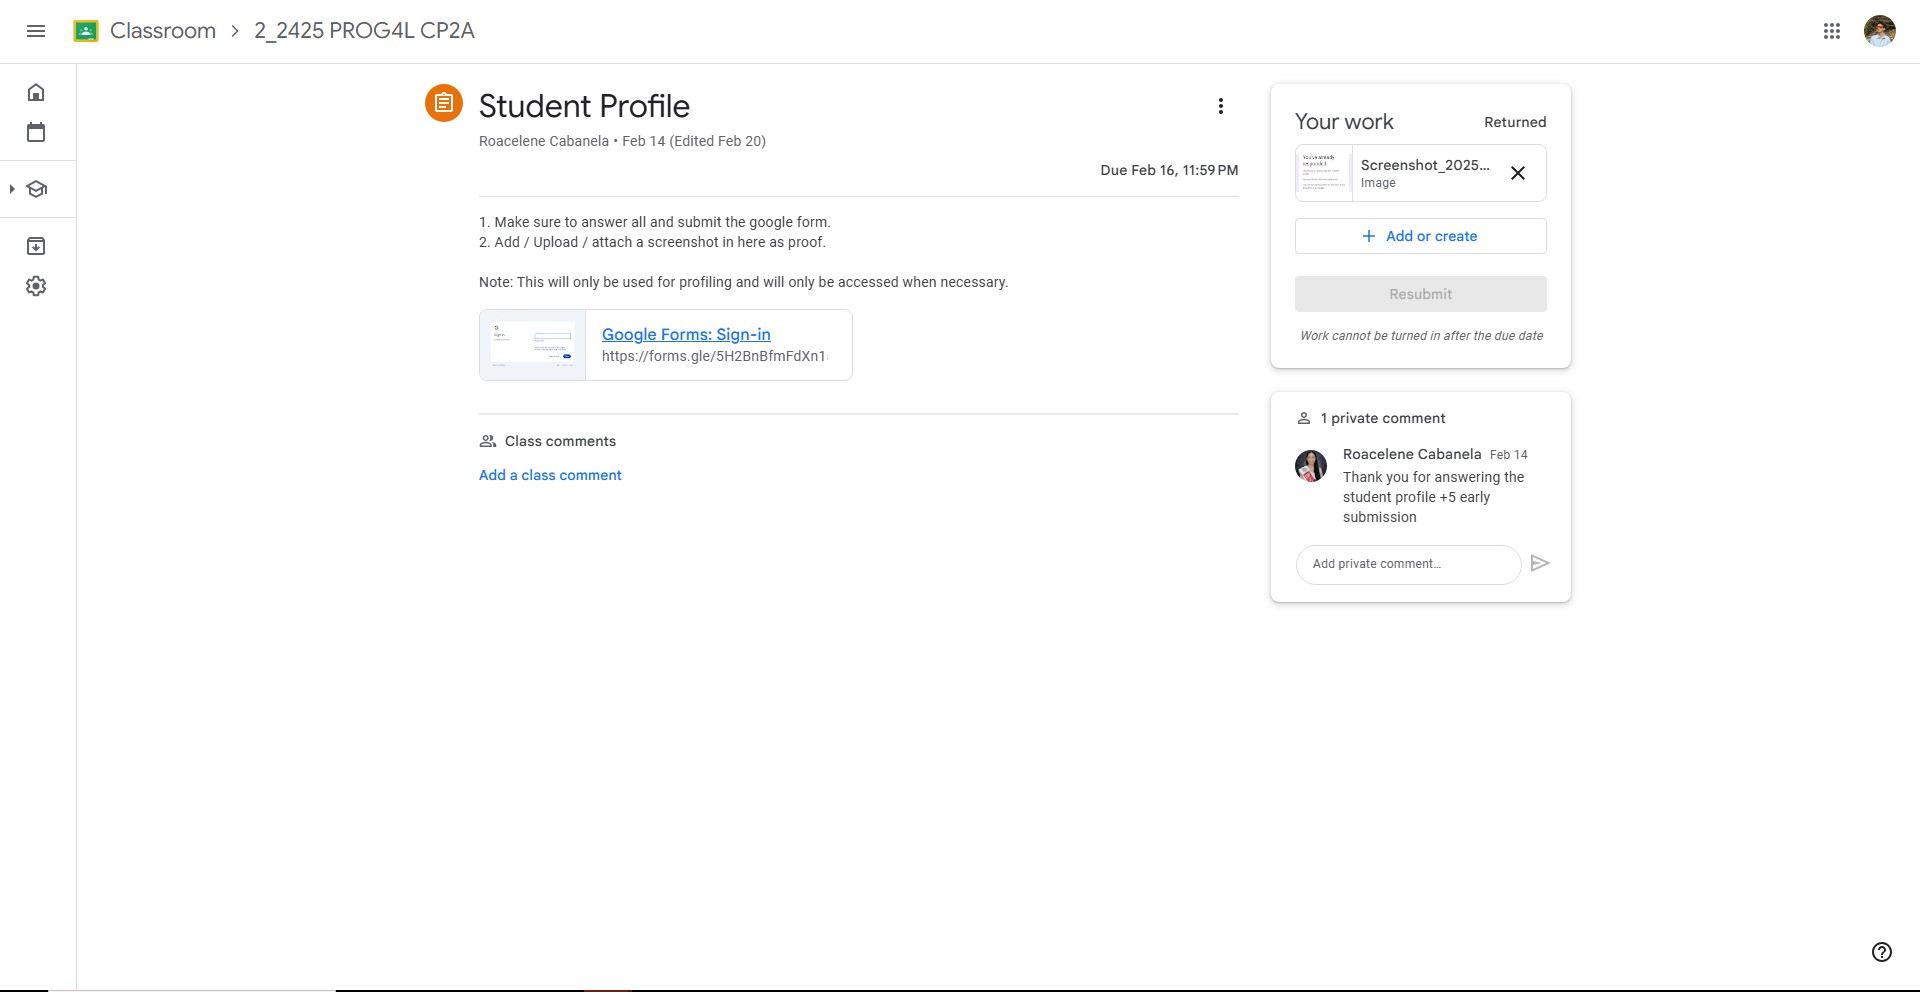 Classroom > 2_2425 PROG4L CP2A
Student Profile
Roacelene Cabanela • Feb 14 (Edited Feb 20)
Due Feb 16, 11:59 PM
1. Make sure to answer all and submit the google form.
2. Add / Upload / attach a screenshot in here as proof.
Note: This will only be used for profiling and will only be accessed when necessary.
Google Forms: Sign-in
https://forms.gle/5H2BnBfmFdXn1
Class comments
Add a class comment
Your work
Returned
You've already
responded
Screenshot_2025...
Image
+ Add or create
Resubmit
Work cannot be turned in after the due date
1 private comment
Roacelene Cabanela Feb 14
Thank you for answering the
student profile +5 early
submission
Add private comment...